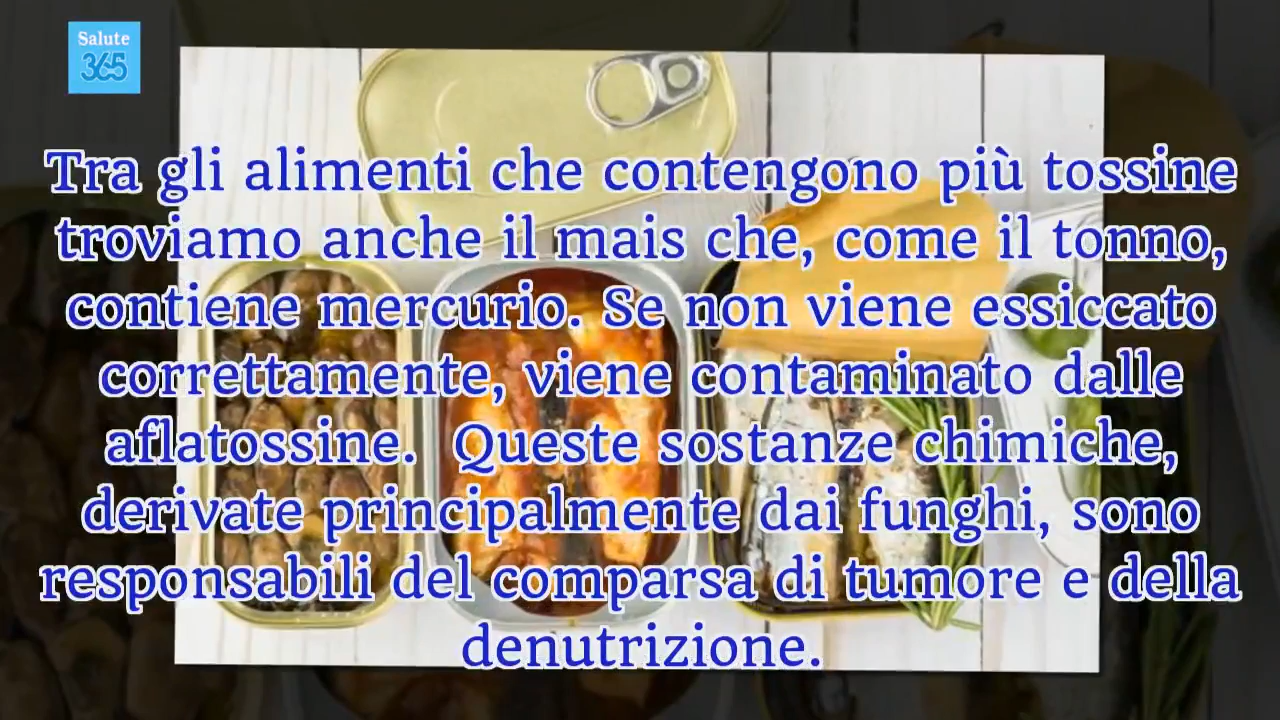 Salute
365
Tra gli alimenti che contengono più tossine
troviamo anche il mais che, come il tonno,
contiene mercurio. Se non viene essiccato
correttamente, viene contaminato dalle
aflatossine.  Queste sostanze chimiche,
derivate principalmente dai funghi, sono
responsabili del comparsa di tumore e della
denutrizione.